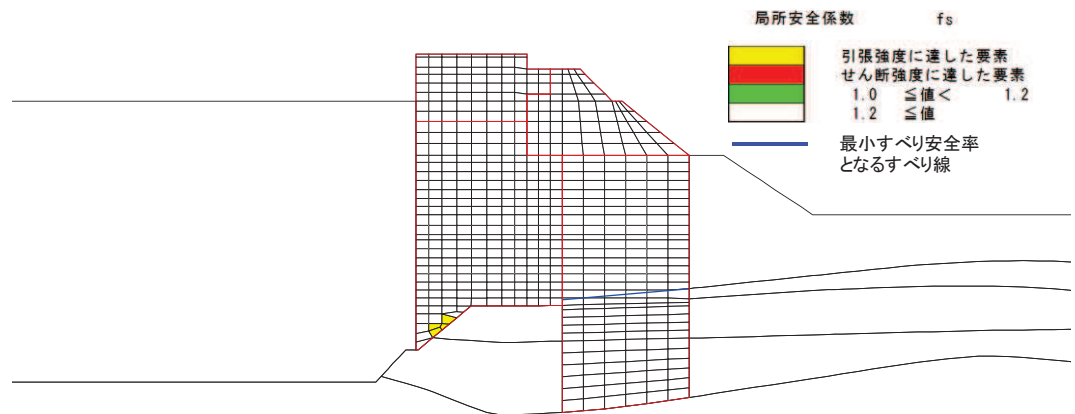 局所安全係数 fs
引張強度に達した要素
せん断強度に達した要素
1.0 ≦値< 1.2
1.2 ≦値
最小すべり安全率
となるすべり線